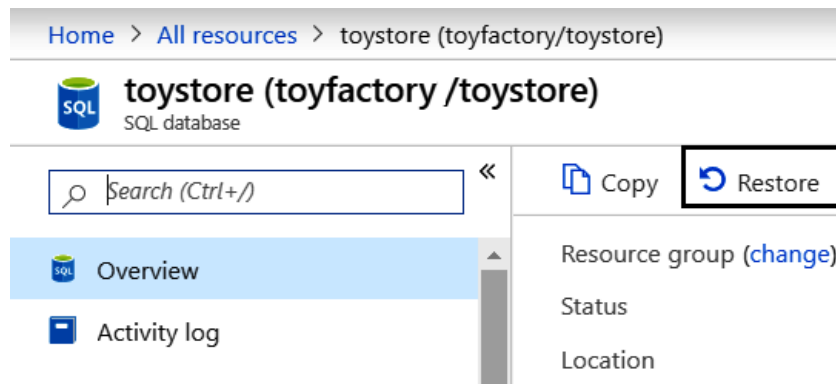 Home > All resources > toystore (toyfactory/toystore)
SQL
toystore (toyfactory /toystore)
SQL database
Search (Ctrl+/)
«
Copy
Restore
SQL
Overview
Activity log
Resource group (change)
Status
Location